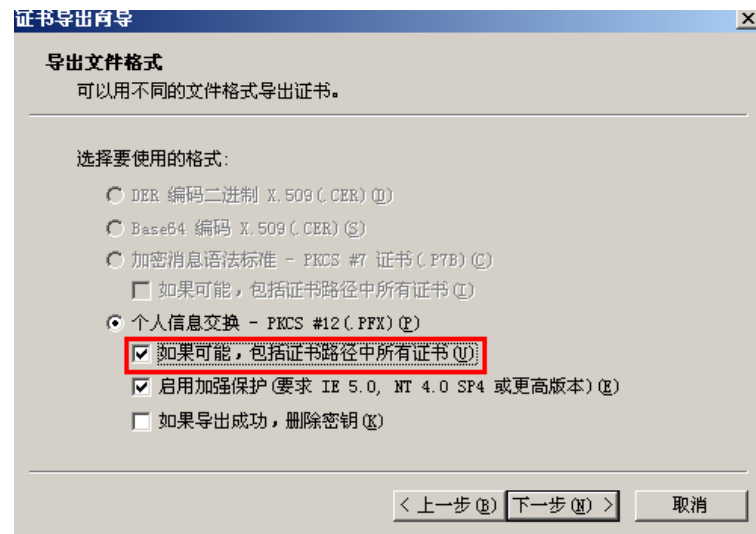 证书导出向导
导出文件格式
可以用不同的文件格式导出证书。
选择要使用的格式:
DER 编码二进制 X.509(.CER)(D)
Base64 编码 X.509(.CER)(S)
加密消息语法标准 - PKCS #7 证书(.P7B)(C)
如果可能，包括证书路径中所有证书(I)
个人信息交换 - PKCS #12(.PFX)(P)
如果可能，包括证书路径中所有证书(U)
启用加强保护(要求 IE 5.0, NT 4.0 SP4 或更高版本)(E)
如果导出成功，删除密钥(K)
< 上一步(B) 下一步(N) > 取消